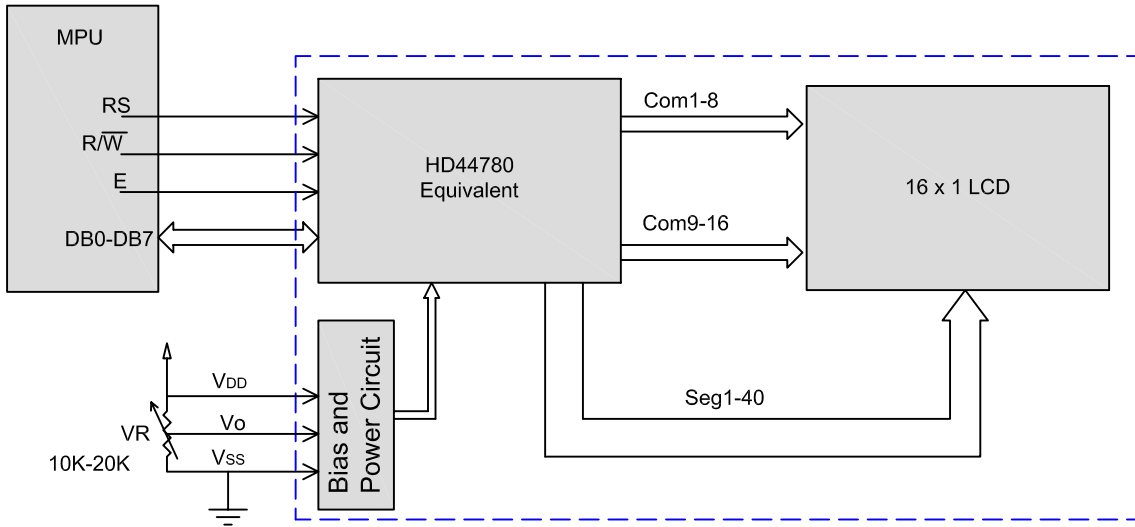 MPU
RS
R/W̅
E
DB0-DB7
HD44780
Equivalent
Com1-8
Com9-16
16 x 1 LCD
VDD
Vo
VSS
VR
10K-20K
Bias and
Power Circuit
Seg1-40